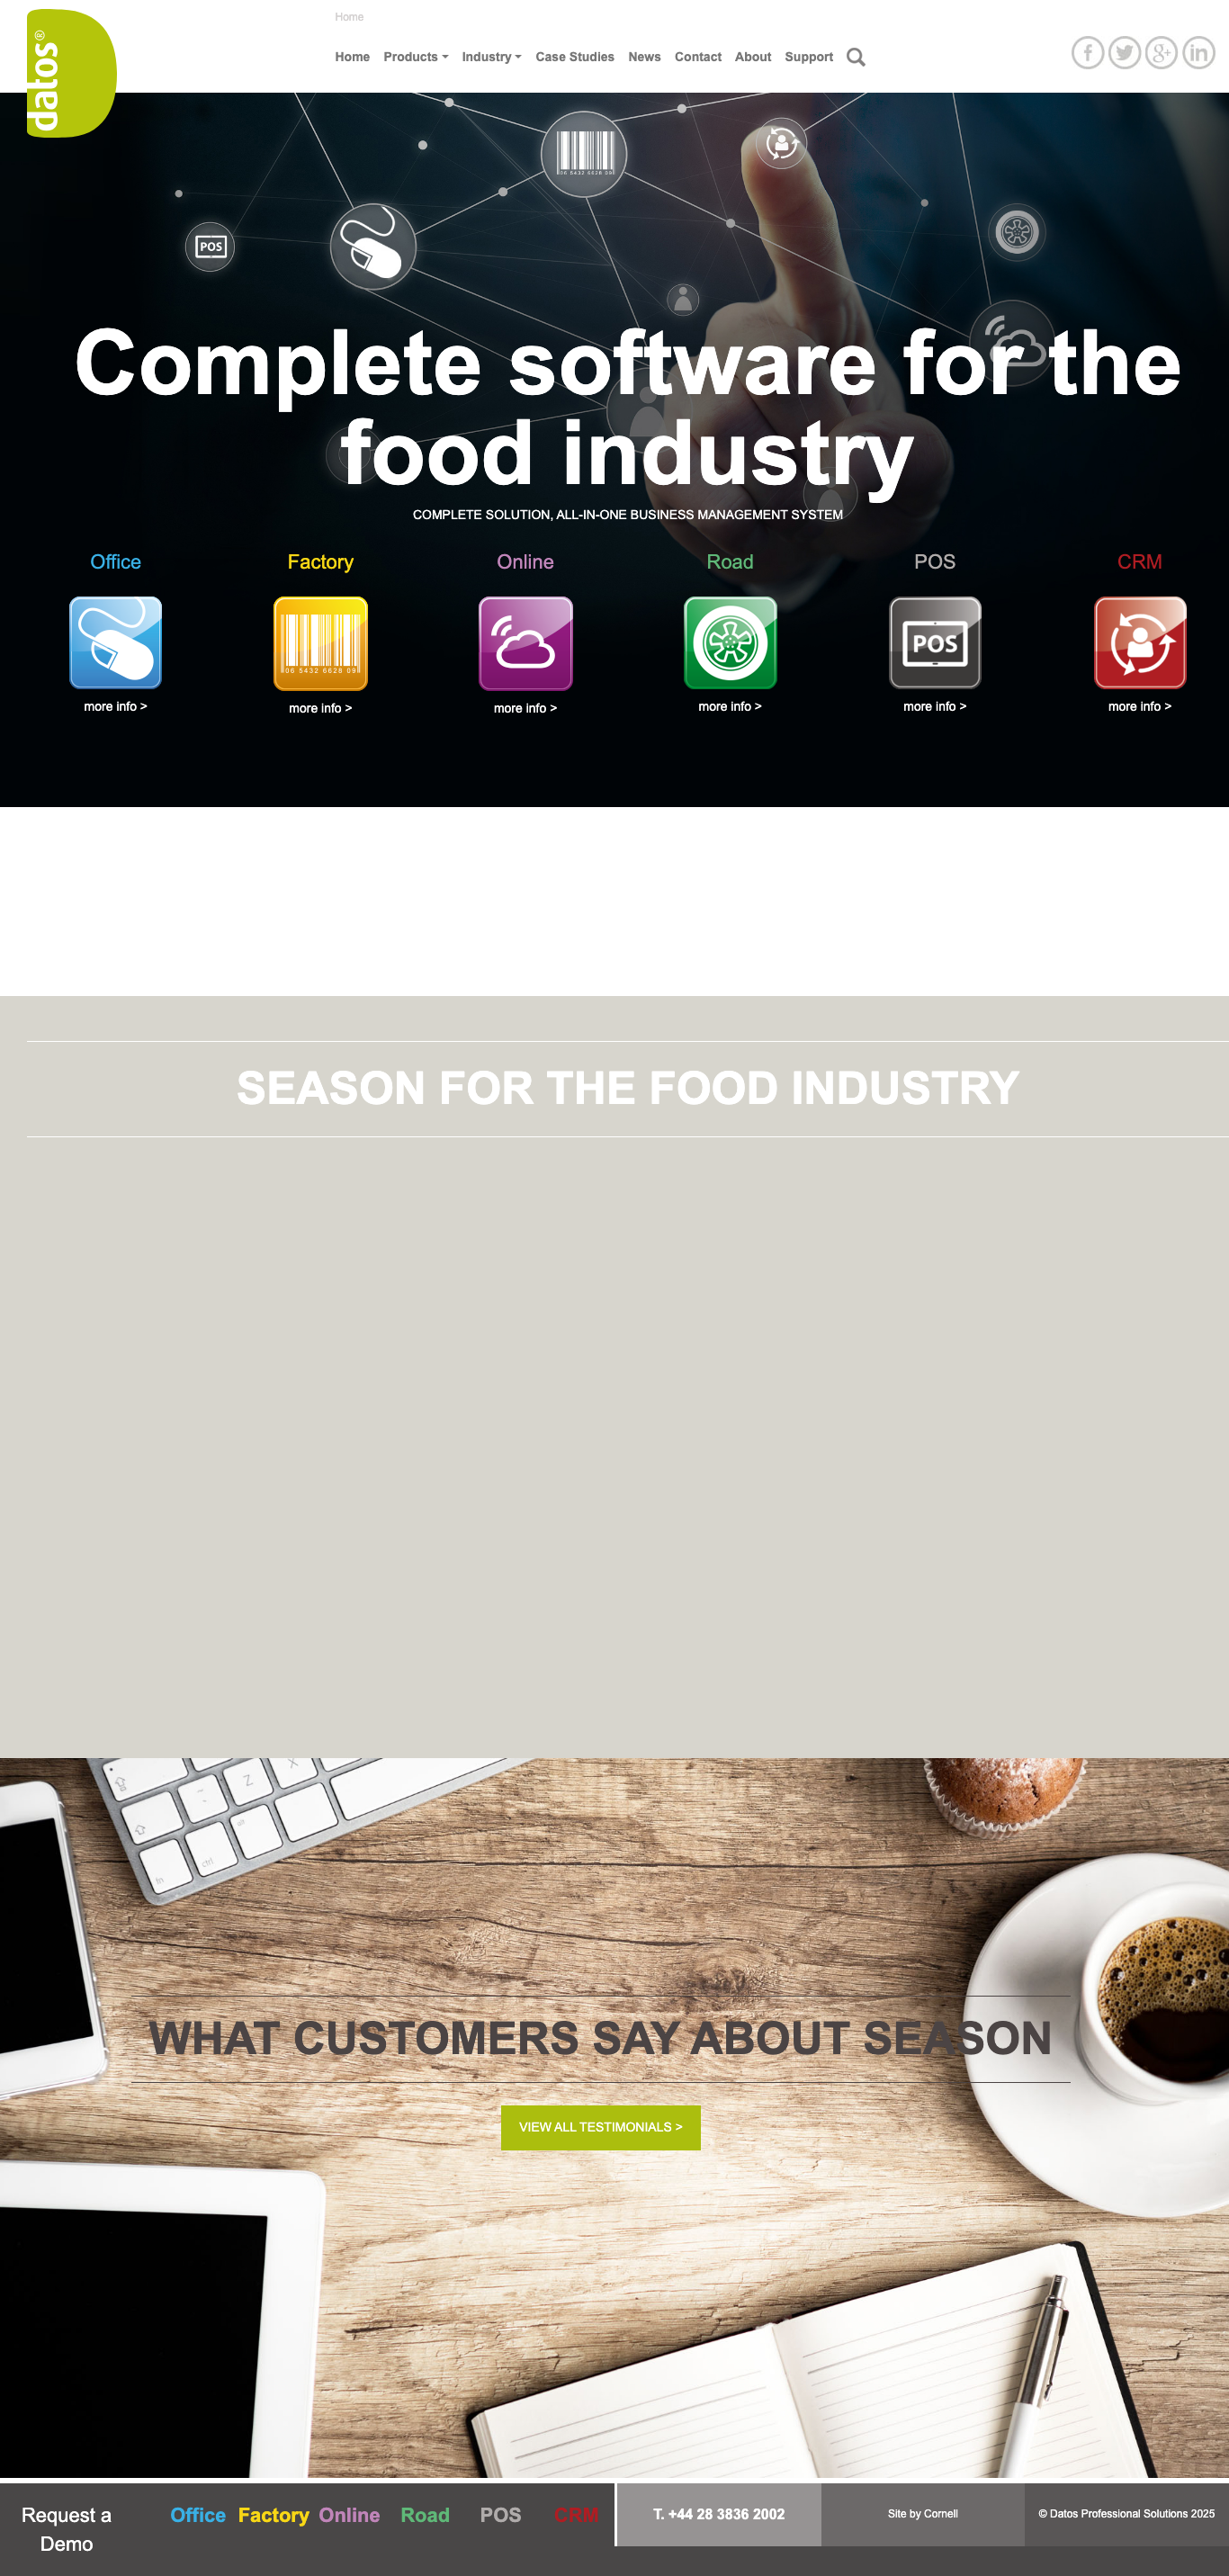 datos®
Home
Home Products Industry Case Studies News Contact About Support
06 5432 6628 09
POS
Complete software for the
food industry
COMPLETE SOLUTION, ALL-IN-ONE BUSINESS MANAGEMENT SYSTEM
Office Factory Online Road POS CRM
06 5432 6628 09
POS
more info > more info > more info > more info > more info > more info >
SEASON FOR THE FOOD INDUSTRY
Z X
fn ctrl
WHAT CUSTOMERS SAY ABOUT SEASON
VIEW ALL TESTIMONIALS >
Request a
Demo
Office Factory Online Road POS CRM
T. +44 28 3836 2002
Site by Cornell
© Datos Professional Solutions 2025